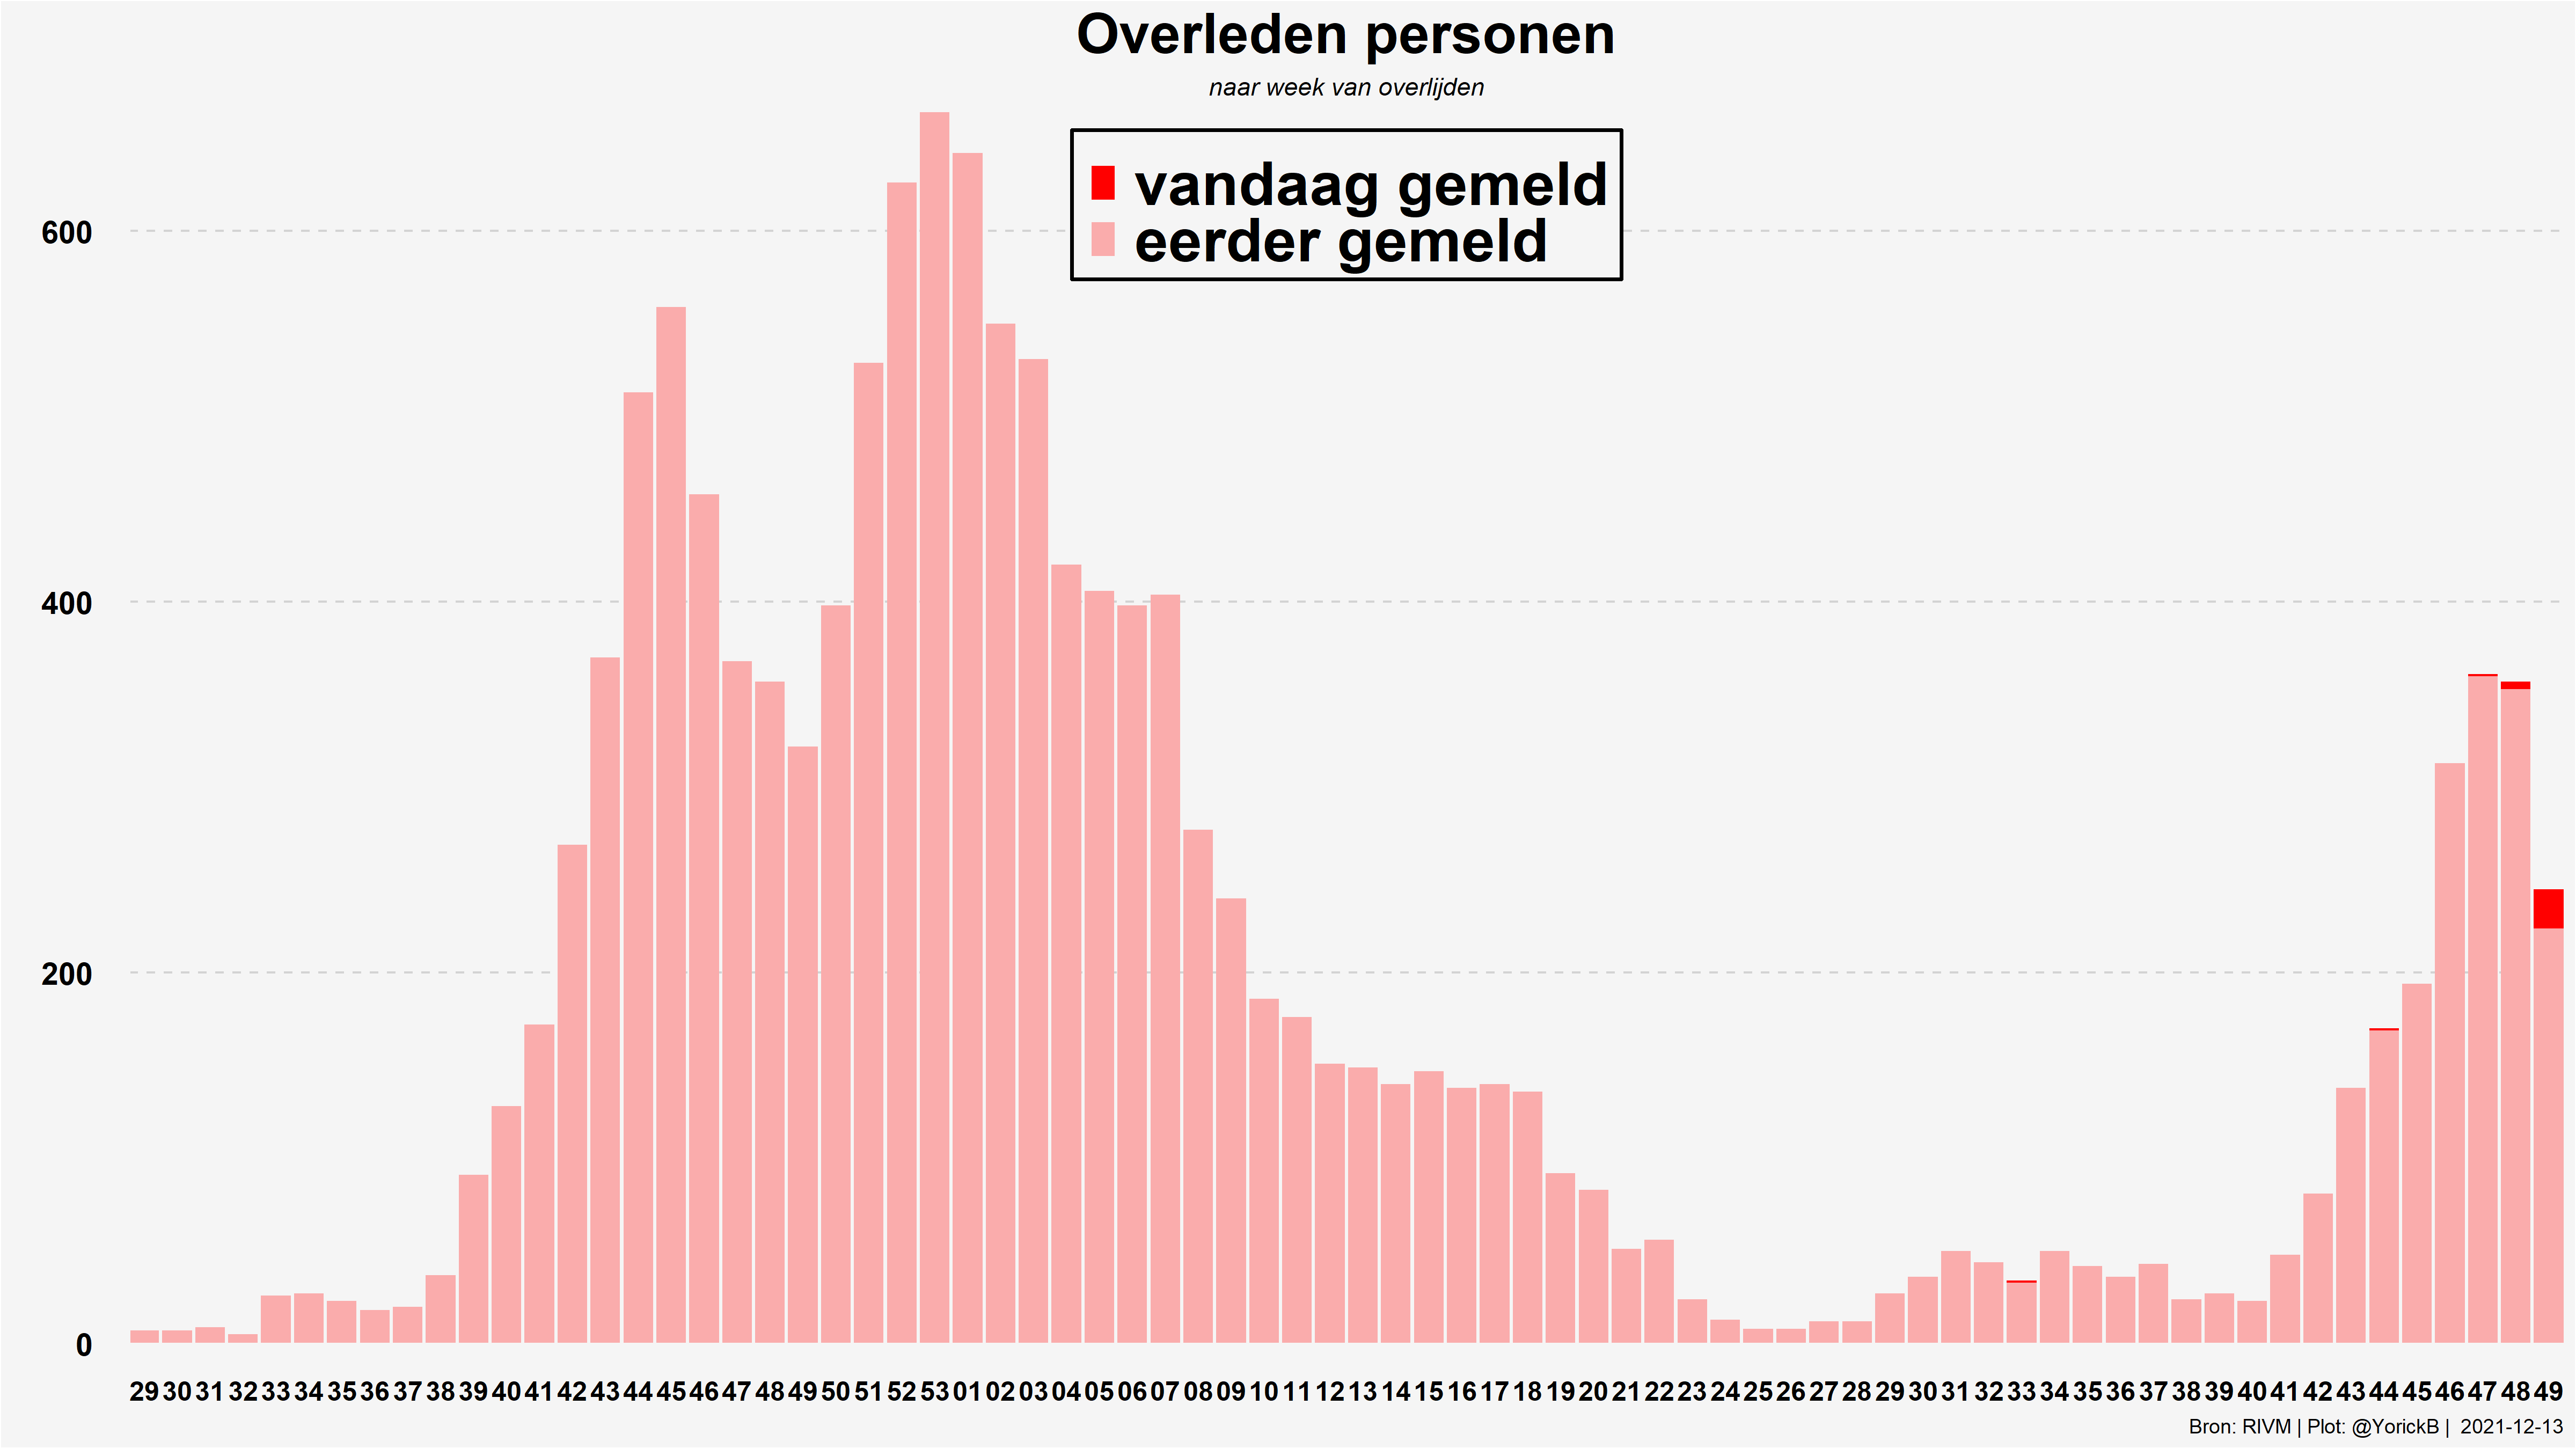 Overleden personen
naar week van overlijden
vandaag gemeld
eerder gemeld
600
400
200
0
29 30 31 32 33 34 35 36 37 38 39 40 41 42 43 44 45 46 47 48 49 50 51 52 53 01 02 03 04 05 06 07 08 09 10 11 12 13 14 15 16 17 18 19 20 21 22 23 24 25 26 27 28 29 30 31 32 33 34 35 36 37 38 39 40 41 42 43 44 45 46 47 48 49
Bron: RIVM | Plot: @YorickB | 2021-12-13